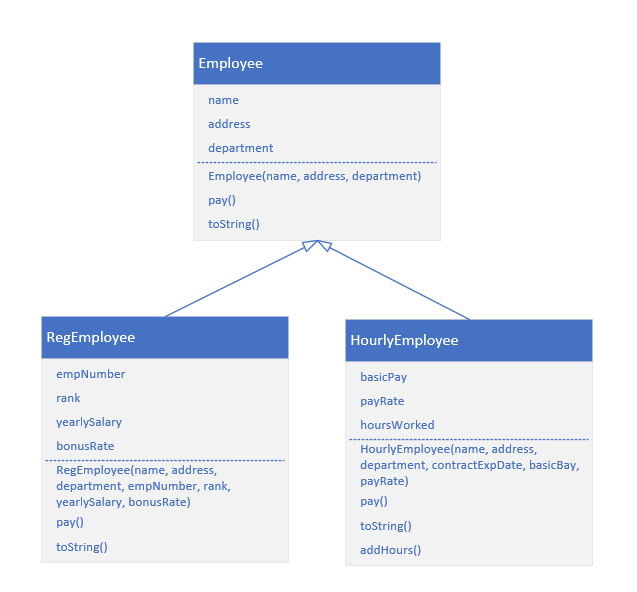 Employee
name
address
department
Employee(name, address, department)
pay()
toString()
RegEmployee
empNumber
rank
yearlySalary
bonusRate
RegEmployee(name, address,
department, empNumber, rank,
yearlySalary, bonusRate)
pay()
toString()
HourlyEmployee
basicPay
payRate
hoursWorked
HourlyEmployee(name, address,
department, contractExpDate, basicBay,
payRate)
pay()
toString()
addHours()